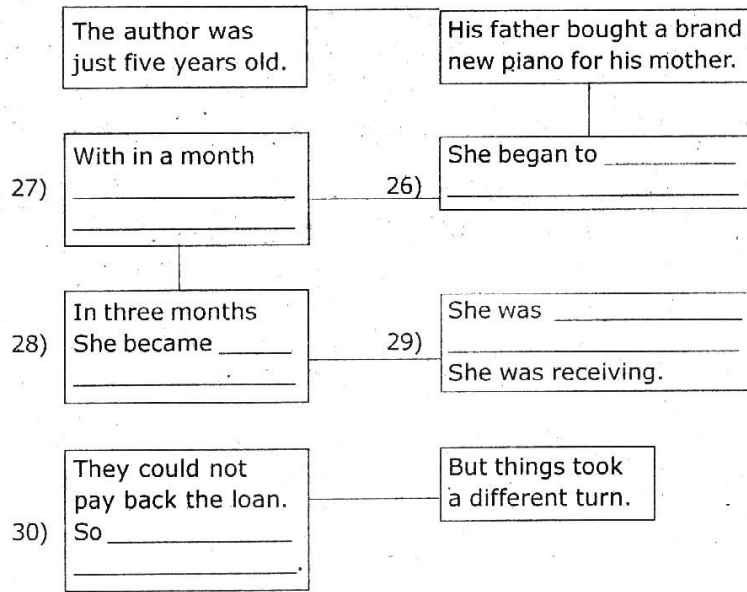 The author was
just five years old.
His father bought a brand
new piano for his mother.
27)
With in a month
26)
She began to
28)
In three months
She became
29)
She was
She was receiving.
30)
They could not
pay back the loan.
So
.
But things took
a different turn.